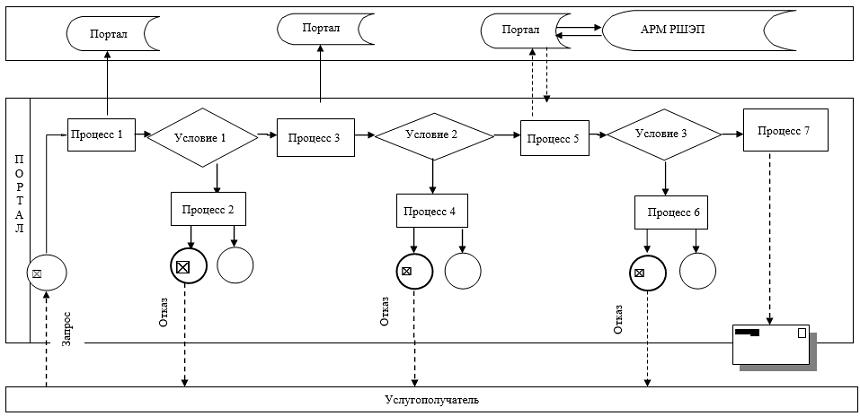 Портал
Портал
Портал
АРМ РШЭП
ПОРТАЛ
Процесс 1
Условие 1
Процесс 3
Условие 2
Процесс 5
Условие 3
Процесс 7
Процесс 2
Процесс 4
Процесс 6
Запрос
Отказ
Отказ
Отказ
Услугополучатель